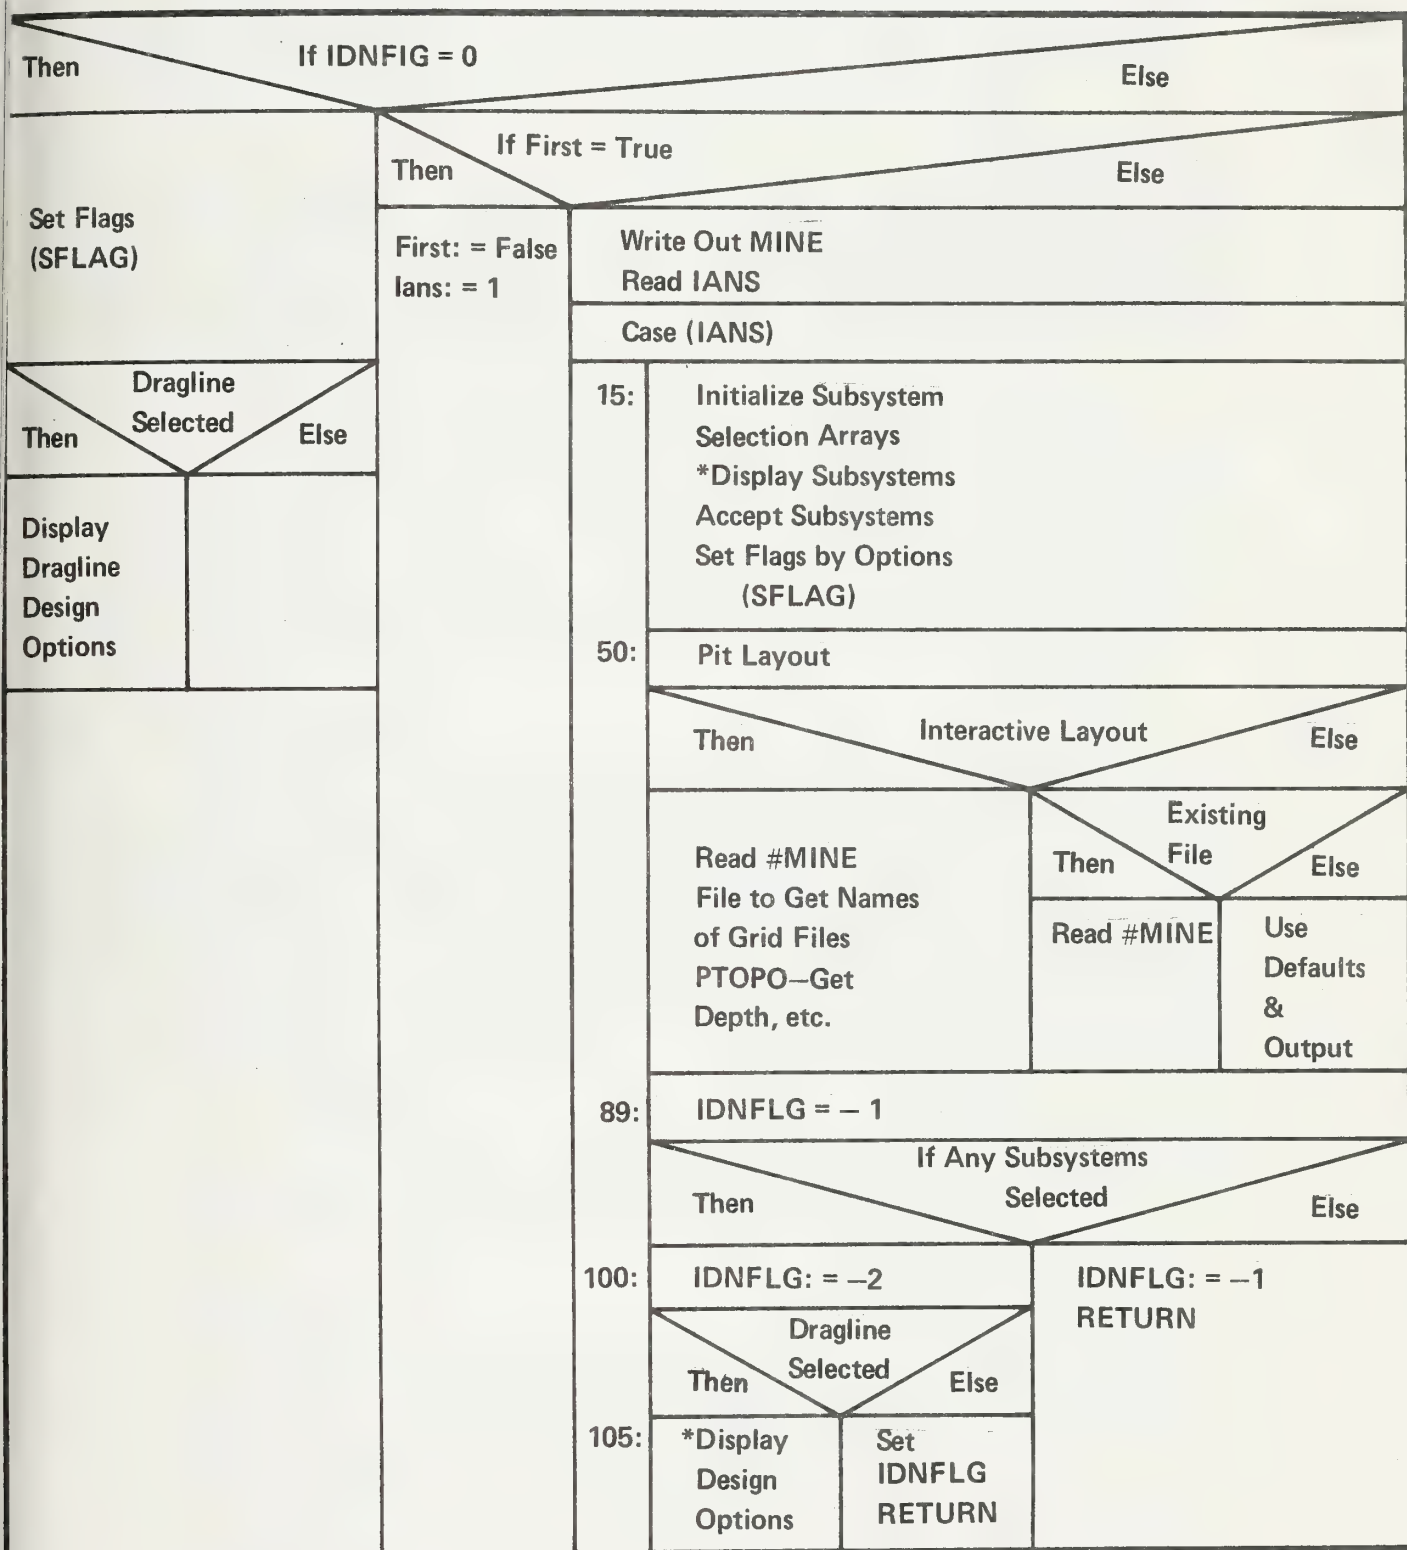 If IDNFIG = 0
Then
Else
If First = True
Then
Else
Set Flags
(SFLAG)
First: = False
Ians: = 1
Write Out MINE
Read IANS
Case (IANS)
Dragline
Selected
Then
Else
Display
Dragline
Design
Options
15:
Initialize Subsystem
Selection Arrays
*Display Subsystems
Accept Subsystems
Set Flags by Options
(SFLAG)
50:
Pit Layout
Interactive Layout
Then
Else
Read #MINE
File to Get Names
of Grid Files
PTOPO—Get
Depth, etc.
Existing
File
Then
Else
Read #MINE
Use
Defaults
&
Output
89:
IDNFLG = – 1
If Any Subsystems
Selected
Then
Else
100:
IDNFLG: = –2
IDNFLG: = –1
RETURN
Dragline
Selected
Then
Else
105:
*Display
Design
Options
Set
IDNFLG
RETURN